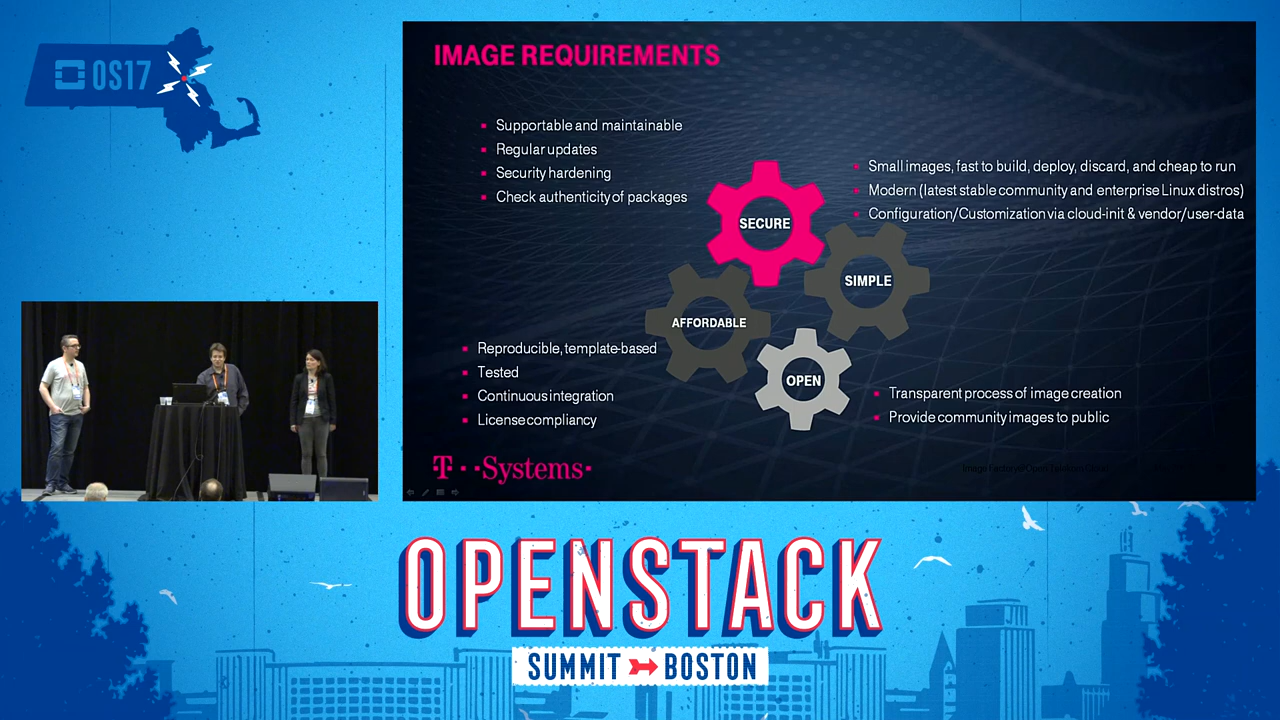 OS17
IMAGE REQUIREMENTS
Supportable and maintainable
Regular updates
Security hardening
Check authenticity of packages
Small images, fast to build, deploy, discard, and cheap to run
Modern (latest stable community and enterprise Linux distros)
Configuration/Customization via cloud-init & vendor/user-data
SECURE
SIMPLE
AFFORDABLE
OPEN
Reproducible, template-based
Tested
Continuous integration
License compliancy
Transparent process of image creation
Provide community images to public
T · · Systems ·
OPENSTACK
SUMMIT BOSTON